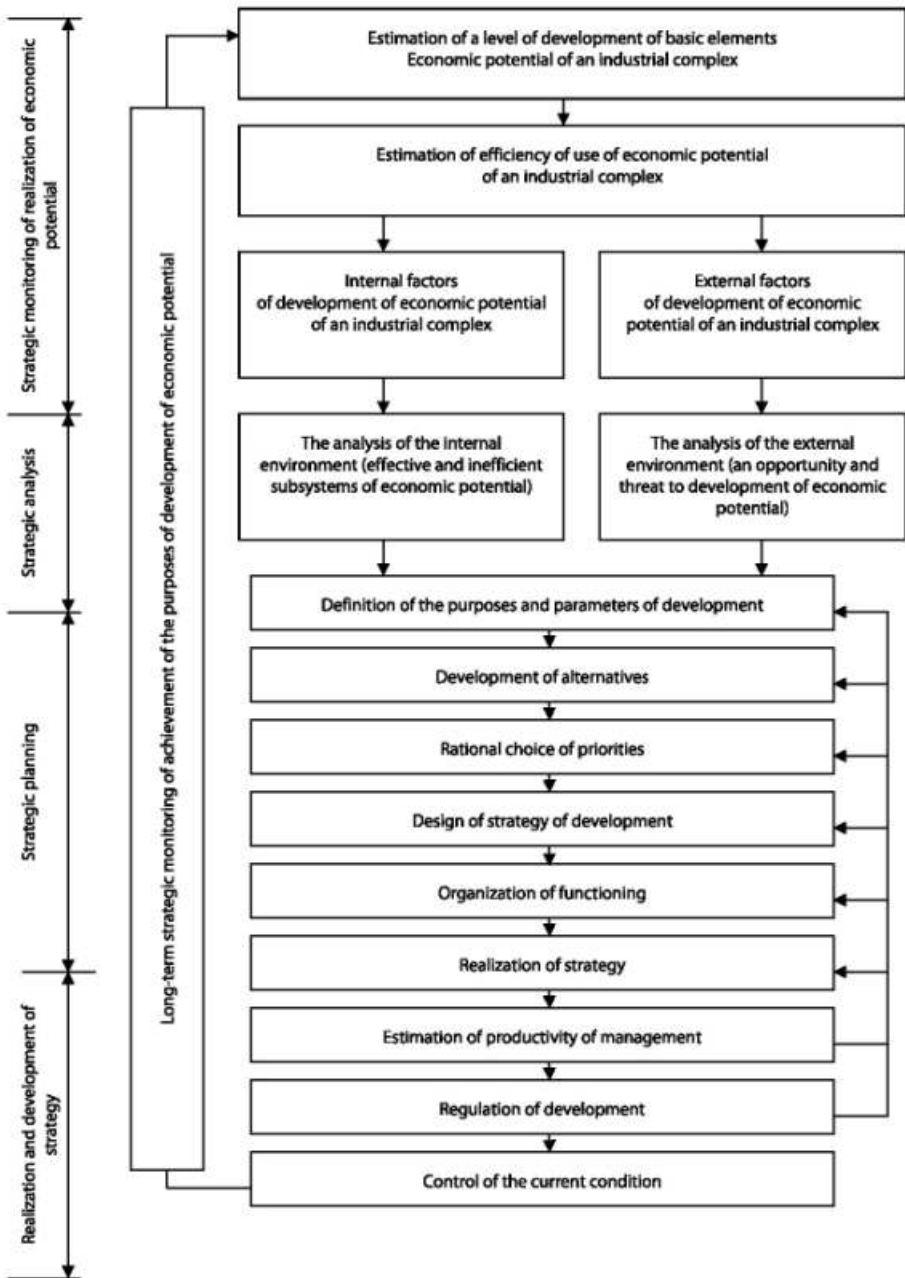 Strategic monitoring of realization of economic
potential
Strategic analysis
Strategic planning
Realization and development of
strategy
Long-term strategic monitoring of achievement of the purposes of development of economic potential
Estimation of a level of development of basic elements
Economic potential of an industrial complex
Estimation of efficiency of use of economic potential
of an industrial complex
Internal factors
of development of economic potential
of an industrial complex
External factors
of development of economic
potential of an industrial complex
The analysis of the internal
environment (effective and inefficient
subsystems of economic potential)
The analysis of the external
environment (an opportunity and
threat to development of economic
potential)
Definition of the purposes and parameters of development
Development of alternatives
Rational choice of priorities
Design of strategy of development
Organization of functioning
Realization of strategy
Estimation of productivity of management
Regulation of development
Control of the current condition